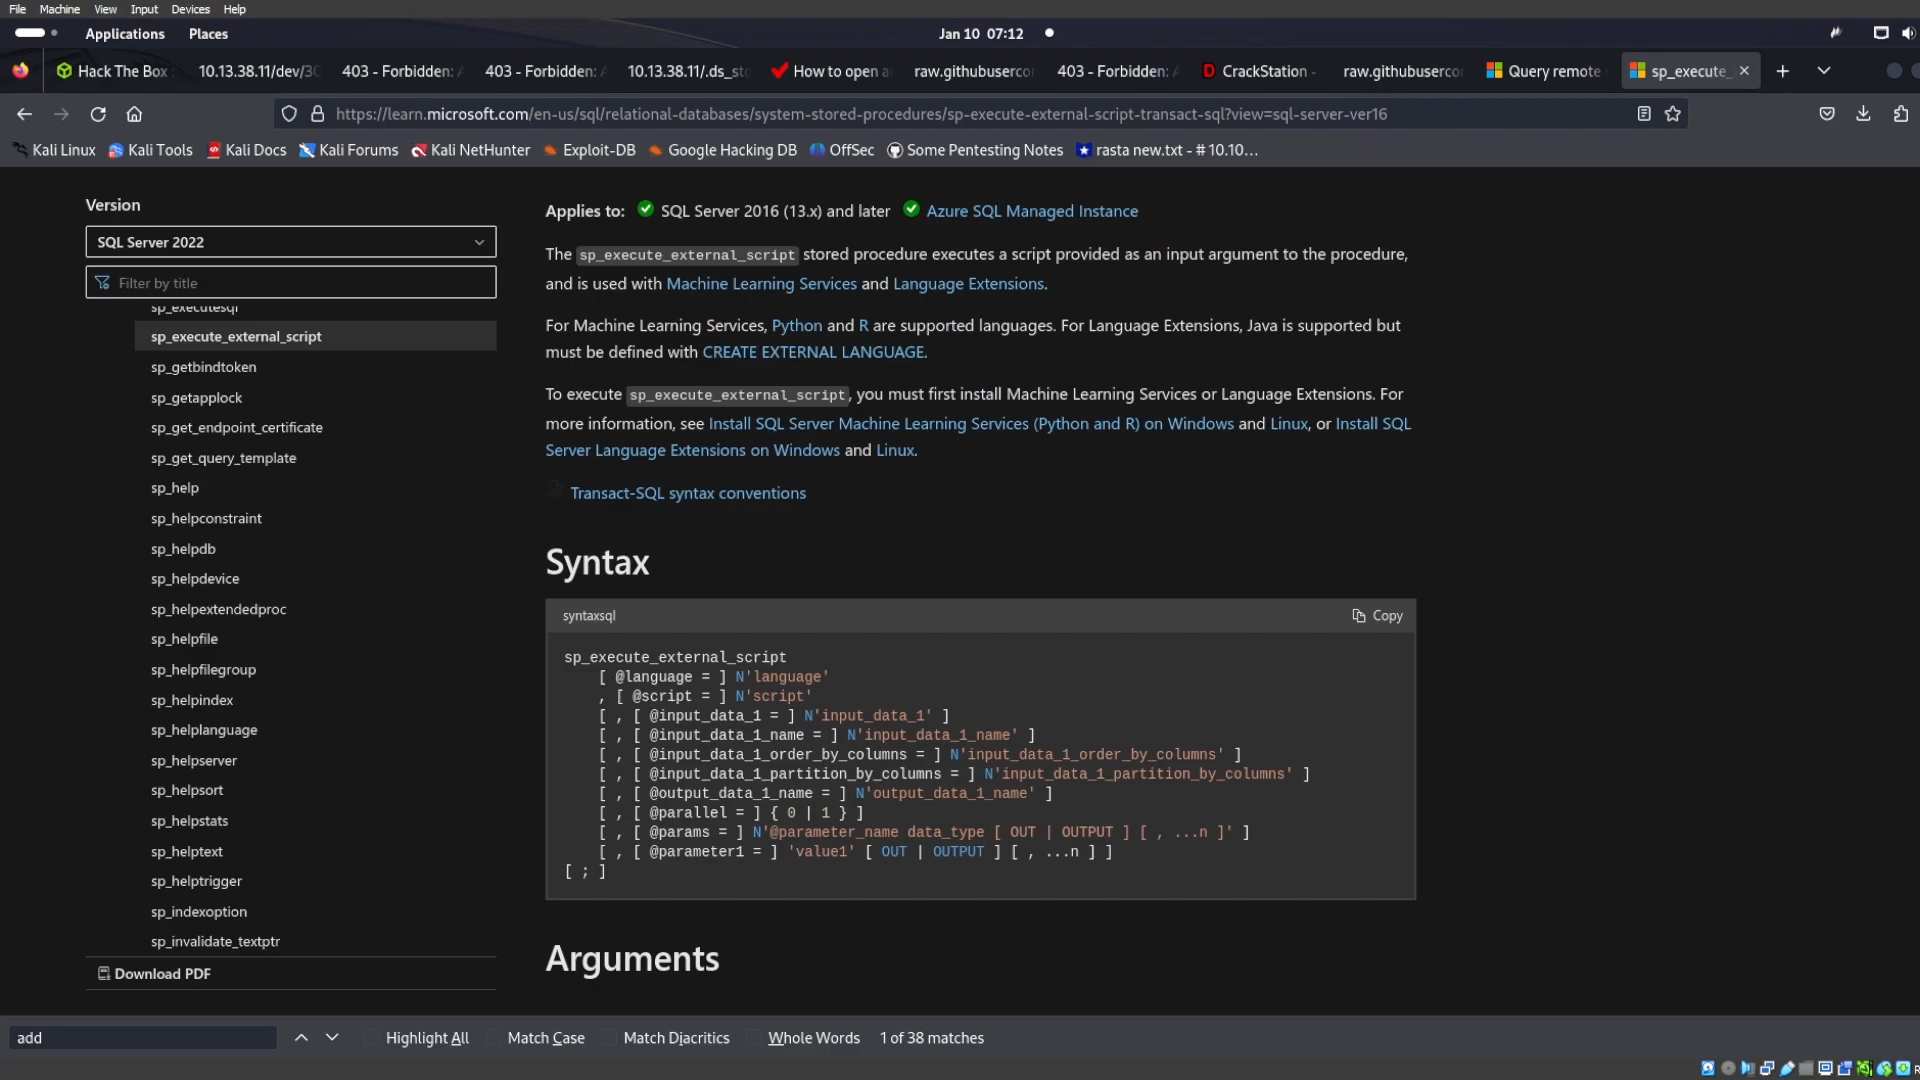 File Machine View Input Devices Help
Applications Places Jan 10 07:12
Hack The Box 10.13.38.11/dev/30 403 - Forbidden: A 403 - Forbidden: A 10.13.38.11/.ds_sto How to open a raw.githubusercon 403 - Forbidden: A CrackStation - raw.githubusercon Query remote sp_execute_
https://learn.microsoft.com/en-us/sql/relational-databases/system-stored-procedures/sp-execute-external-script-transact-sql?view=sql-server-ver16
Kali Linux Kali Tools Kali Docs Kali Forums Kali NetHunter Exploit-DB Google Hacking DB OffSec Some Pentesting Notes rasta new.txt - # 10.10...
Version
SQL Server 2022
Filter by title
sp_executesql
sp_execute_external_script
sp_getbindtoken
sp_getapplock
sp_get_endpoint_certificate
sp_get_query_template
sp_help
sp_helpconstraint
sp_helpdb
sp_helpdevice
sp_helpextendedproc
sp_helpfile
sp_helpfilegroup
sp_helpindex
sp_helplanguage
sp_helpserver
sp_helpsort
sp_helpstats
sp_helptext
sp_helptrigger
sp_indexoption
sp_invalidate_textptr
Download PDF
Applies to: SQL Server 2016 (13.x) and later Azure SQL Managed Instance
The sp_execute_external_script stored procedure executes a script provided as an input argument to the procedure,
and is used with Machine Learning Services and Language Extensions.
For Machine Learning Services, Python and R are supported languages. For Language Extensions, Java is supported but
must be defined with CREATE EXTERNAL LANGUAGE.
To execute sp_execute_external_script, you must first install Machine Learning Services or Language Extensions. For
more information, see Install SQL Server Machine Learning Services (Python and R) on Windows and Linux, or Install SQL
Server Language Extensions on Windows and Linux.
Transact-SQL syntax conventions
Syntax
syntaxsql Copy
sp_execute_external_script
[ @language = ] N'language'
, [ @script = ] N'script'
[ , [ @input_data_1 = ] N'input_data_1' ]
[ , [ @input_data_1_name = ] N'input_data_1_name' ]
[ , [ @input_data_1_order_by_columns = ] N'input_data_1_order_by_columns' ]
[ , [ @input_data_1_partition_by_columns = ] N'input_data_1_partition_by_columns' ]
[ , [ @output_data_1_name = ] N'output_data_1_name' ]
[ , [ @parallel = ] { 0 | 1 } ]
[ , [ @params = ] N'@parameter_name data_type [ OUT | OUTPUT ] [ , ...n ]' ]
[ , [ @parameter1 = ] 'value1' [ OUT | OUTPUT ] [ , ...n ] ]
[ ; ]
Arguments
add Highlight All Match Case Match Diacritics Whole Words 1 of 38 matches